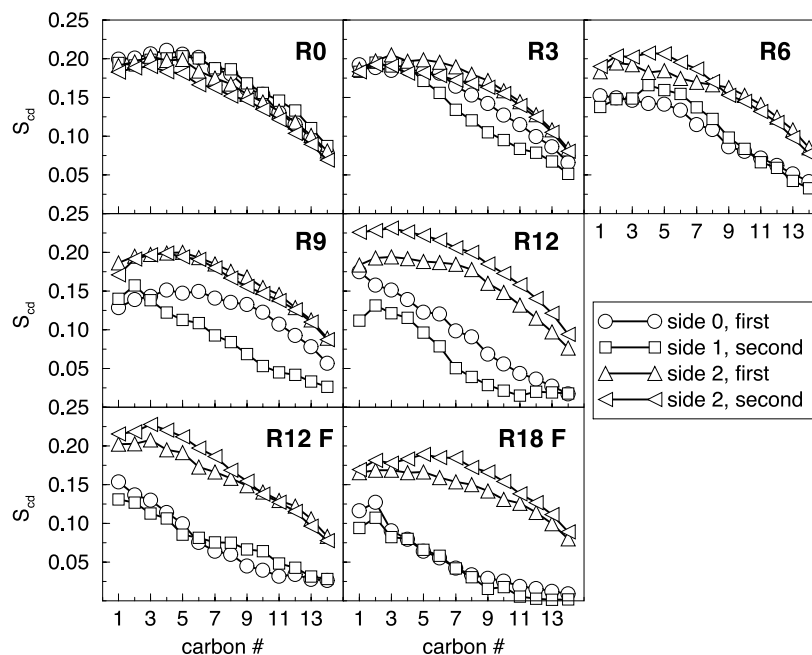 0.25
0.20
0.15
0.10
0.05
0.25
S_cd
R0
R3
R6
1 3 5 7 9 11 13
0.20
0.15
0.10
0.05
0.25
S_cd
R9
R12
side 0, first
side 1, second
side 2, first
side 2, second
0.20
0.15
0.10
0.05
S_cd
R12 F
R18 F
1 3 5 7 9 11 13
1 3 5 7 9 11 13
carbon #
carbon #